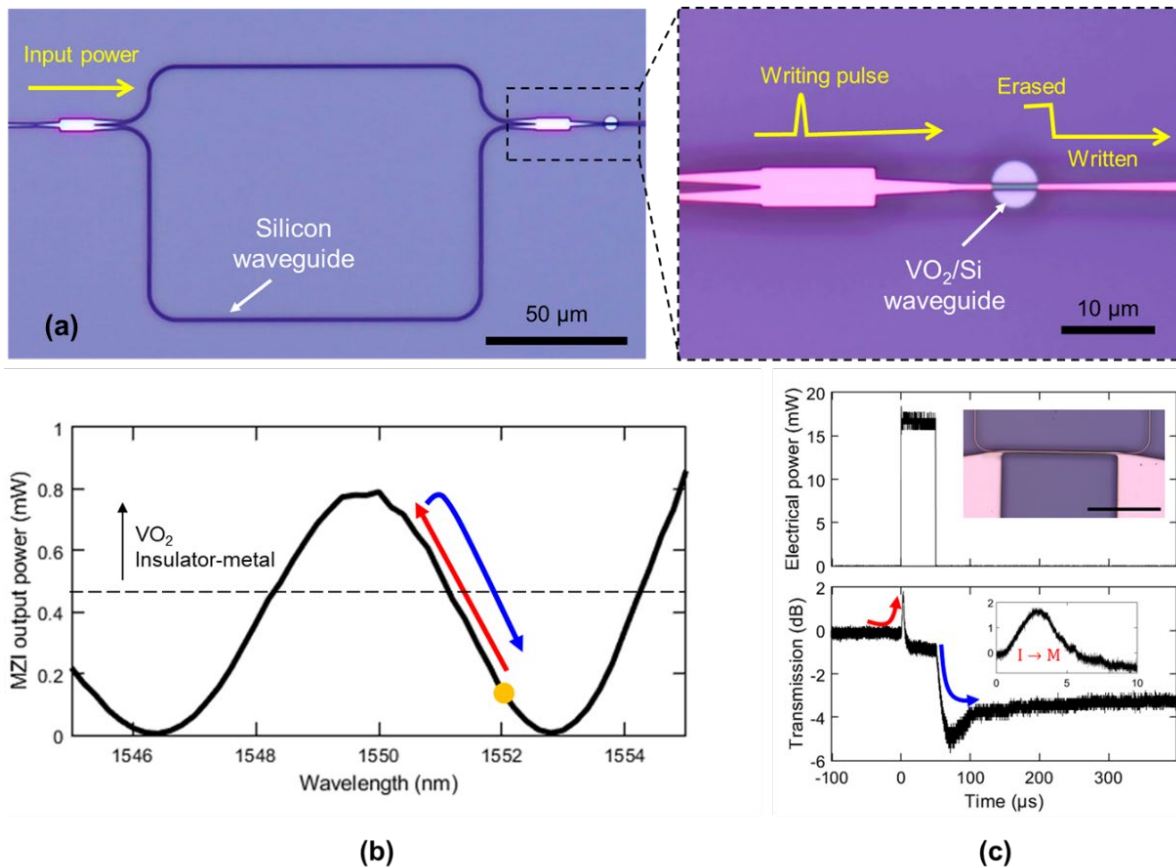 Input power
Silicon
waveguide
(a)
50 µm
Writing pulse
Erased
Written
VO₂/Si
waveguide
10 µm
1
0.8
0.6
0.4
0.2
0
MZI output power (mW)
VO₂
Insulator-metal
1546
1548
1550
1552
1554
Wavelength (nm)
(b)
20
15
10
5
0
Electrical power (mW)
2
0
-2
-4
-6
Transmission (dB)
2
1
0
I → M
0
5
10
-100
0
100
200
300
Time (µs)
(c)